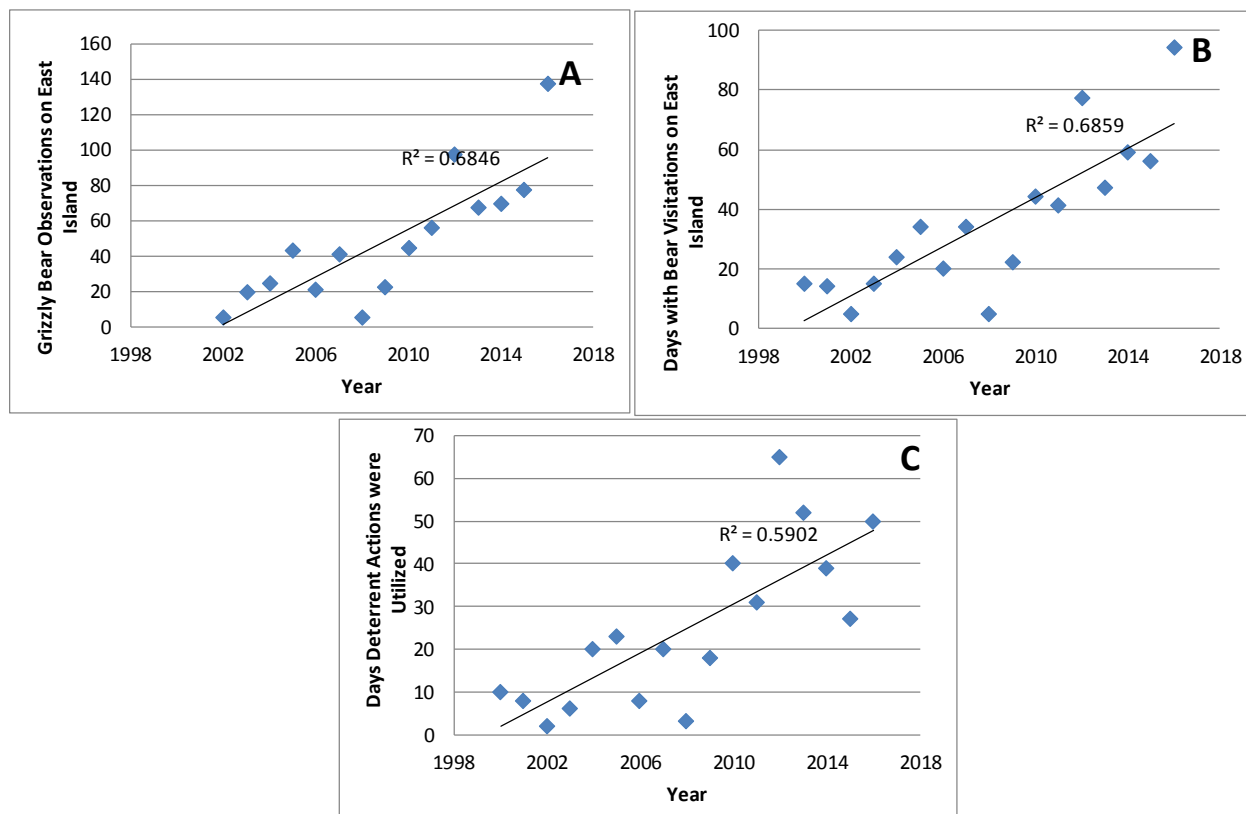 A
Grizzly Bear Observations on East
Island
160
140
120
100
80
60
40
20
0
R² = 0.6846
1998 2002 2006 2010 2014 2018
Year
B
Days with Bear Visitations on East
Island
100
80
60
40
20
0
R² = 0.6859
1998 2002 2006 2010 2014 2018
Year
C
Days Deterrent Actions were
Utilized
70
60
50
40
30
20
10
0
R² = 0.5902
1998 2002 2006 2010 2014 2018
Year